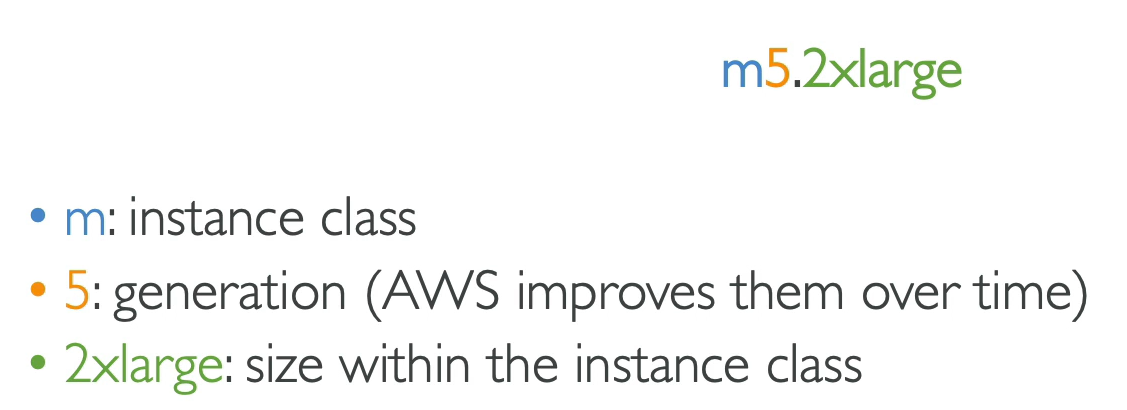 m5.2xlarge
• m: instance class
• 5: generation (AWS improves them over time)
• 2xlarge: size within the instance class